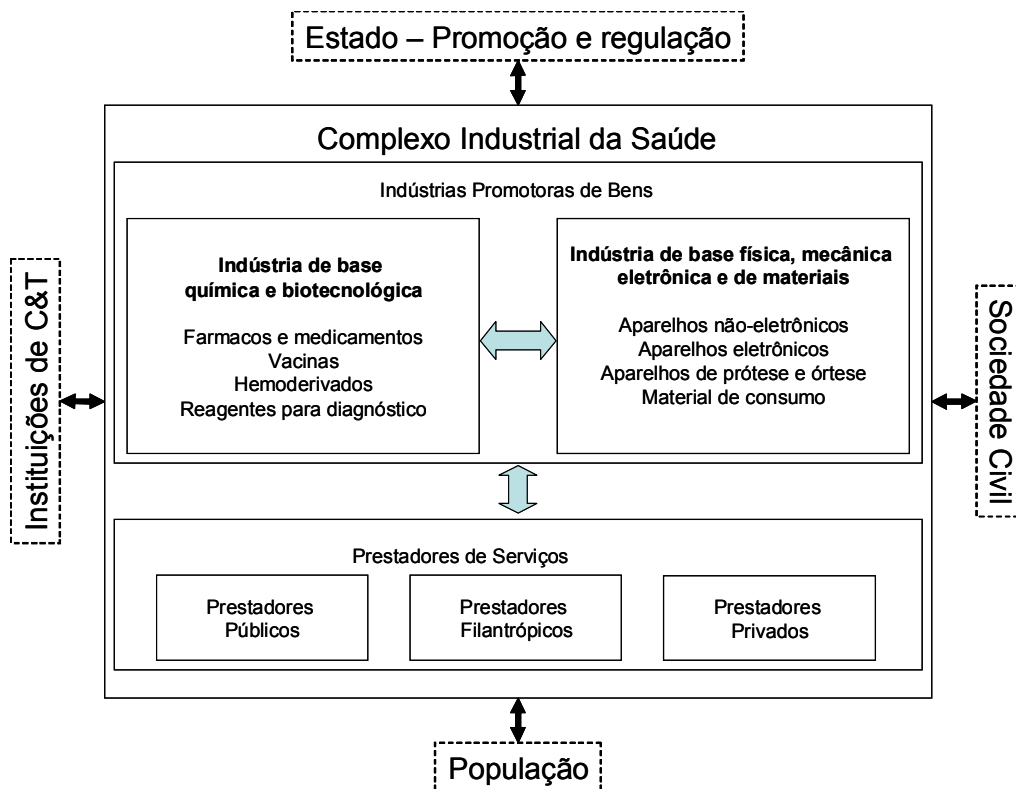 Estado – Promoção e regulação
Complexo Industrial da Saúde
Indústrias Promotoras de Bens
Indústria de base
química e biotecnológica
Farmacos e medicamentos
Vacinas
Hemoderivados
Reagentes para diagnóstico
Indústria de base física, mecânica
eletrônica e de materiais
Aparelhos não-eletrônicos
Aparelhos eletrônicos
Aparelhos de prótese e órtese
Material de consumo
Instituições de C&T
Sociedade Civil
Prestadores de Serviços
Prestadores
Públicos
Prestadores
Filantrópicos
Prestadores
Privados
População